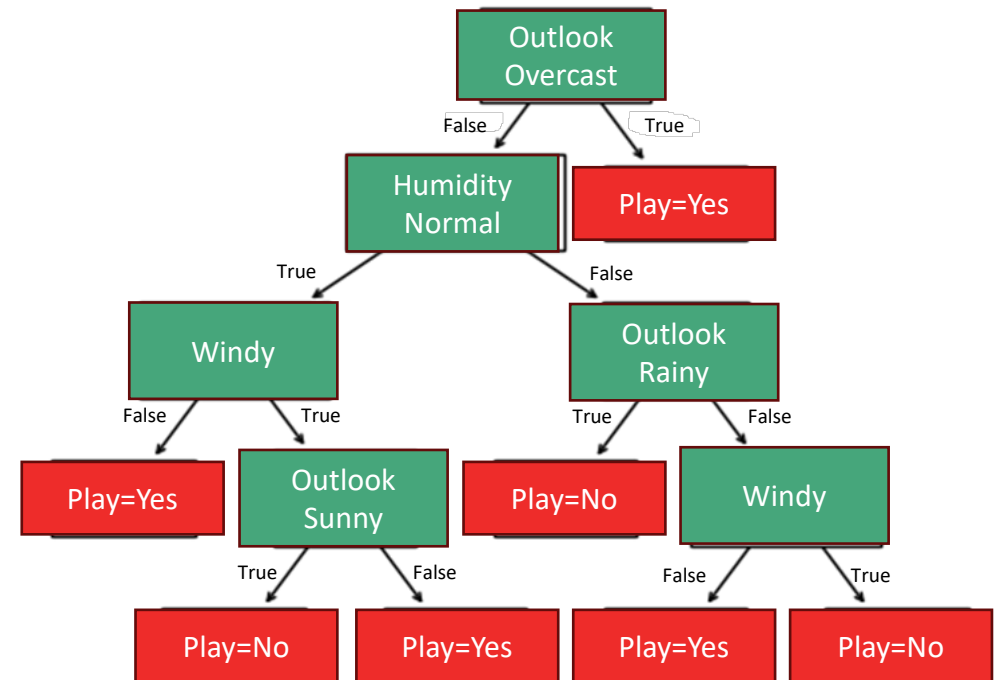 Outlook
Overcast
False
True
Humidity
Normal
Play=Yes
True
False
Windy
Outlook
Rainy
False
True
True
False
Play=Yes
Outlook
Sunny
Play=No
Windy
True
False
False
True
Play=No
Play=Yes
Play=Yes
Play=No